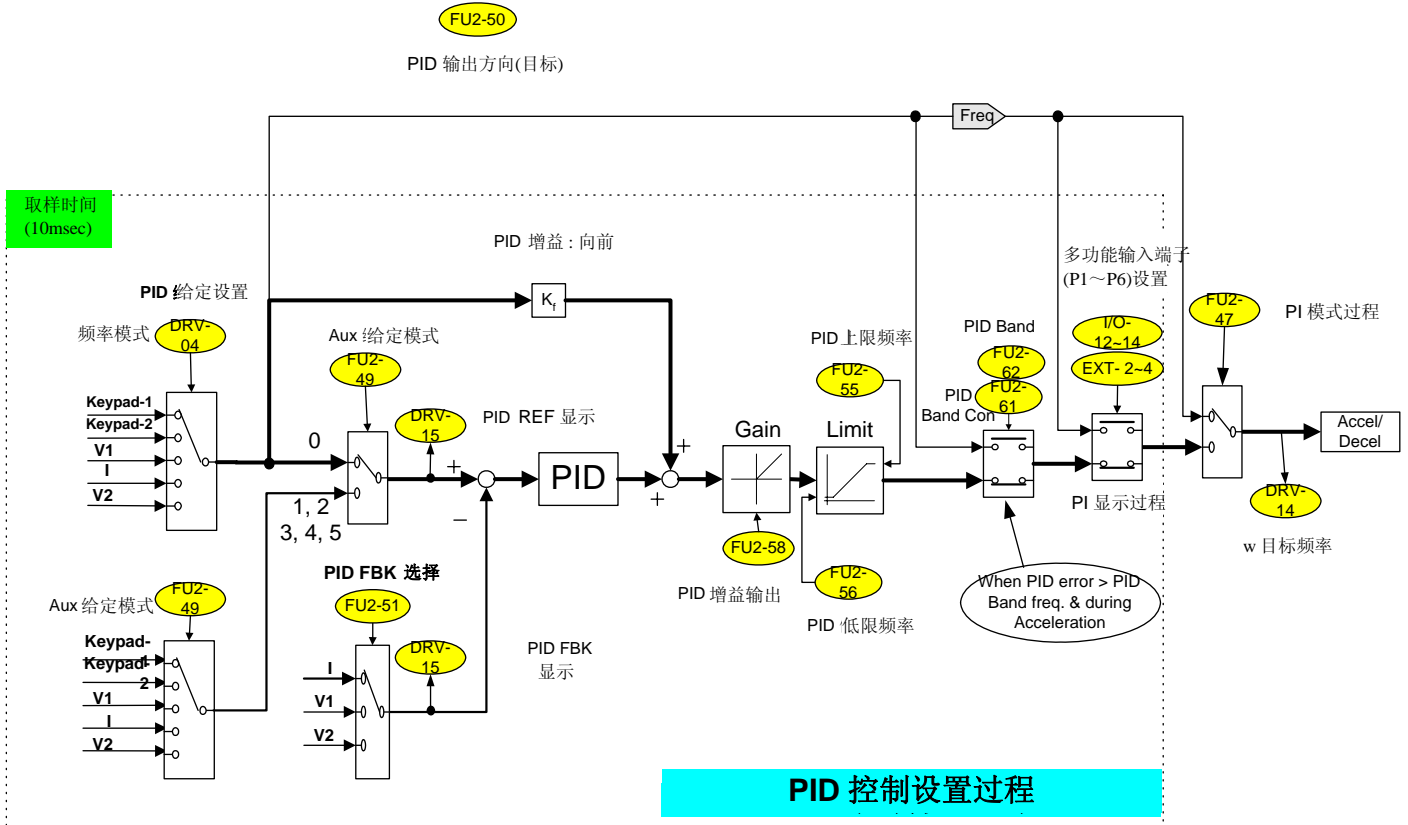 FU2-50
PID 输出方向(目标)
Freq
取样时间
(10msec)
PID 增益 : 向前
K_f
多功能输入端子
(P1～P6)设置
PID 给定设置
频率模式
DRV-
04
Aux 给定模式
FU2-
49
PID 上限频率
FU2-
55
PID Band
FU2-
62
PID
Band Con
FU2-
61
I/O-
12~14
EXT- 2~4
FU2-
47
PI 模式过程
Keypad-1
Keypad-2
V1
I
V2
0
1, 2
3, 4, 5
DRV-
15
PID REF 显示
+
−
PID
+
+
Gain
Limit
Accel/
Decel
FU2-58
PID 增益输出
FU2-
56
PID 低限频率
PI 显示过程
DRV-
14
w 目标频率
When PID error > PID
Band freq. & during
Acceleration
Aux 给定模式
FU2-
49
Keypad-
1
Keypad-
2
V1
I
V2
PID FBK 选择
FU2-51
I
V1
V2
DRV-
15
PID FBK
显示
PID 控制设置过程